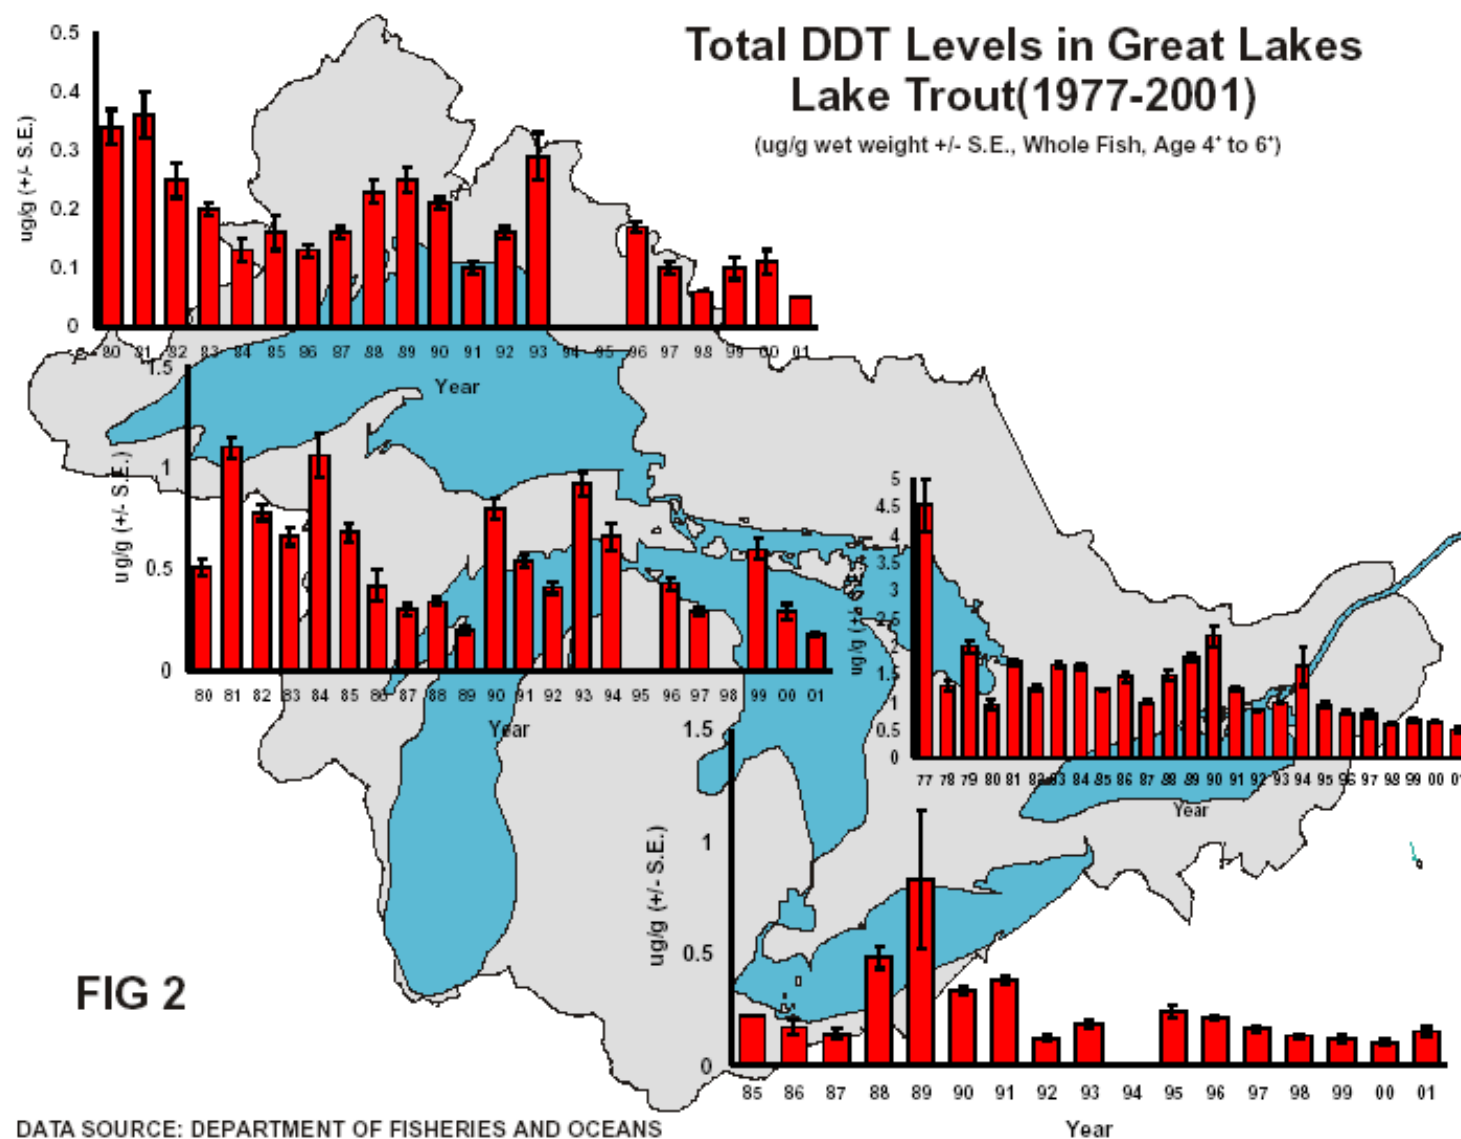 Total DDT Levels in Great Lakes
Lake Trout(1977-2001)
(ug/g wet weight +/- S.E., Whole Fish, Age 4+ to 6+)
0.5
0.4
0.3
0.2
0.1
0
ug/g (+/- S.E.)
80 81 82 83 84 85 86 87 88 89 90 91 92 93 94 95 96 97 98 99 00 01
Year
1.5
1
0.5
0
ug/g (+/- S.E.)
80 81 82 83 84 85 86 87 88 89 90 91 92 93 94 95 96 97 98 99 00 01
Year
5
4.5
4
3.5
3
2.5
2
1.5
1
0.5
0
ug/g (+/- S.E.)
77 78 79 80 81 82 83 84 85 86 87 88 89 90 91 92 93 94 95 96 97 98 99 00
Year
1.5
1
0.5
0
ug/g (+/- S.E.)
85 86 87 88 89 90 91 92 93 94 95 96 97 98 99 00 01
Year
FIG 2
DATA SOURCE: DEPARTMENT OF FISHERIES AND OCEANS